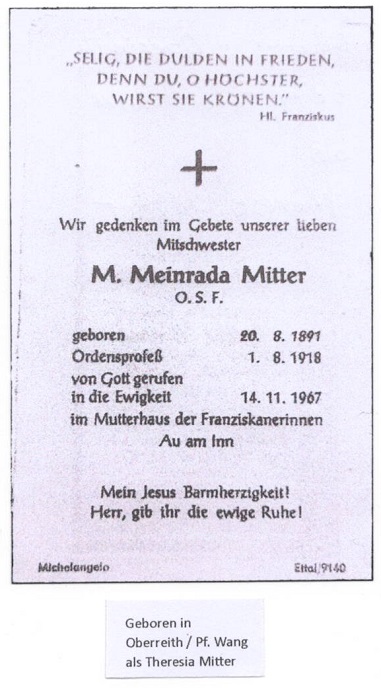 „SELIG, DIE DULDEN IN FRIEDEN,
DENN DU, O HÖCHSTER,
WIRST SIE KRÖNEN."
Hl. Franziskus
Wir gedenken im Gebete unserer lieben
Mitschwester
M. Meinrada Mitter
O. S. F.
geboren 20. 8. 1891
Ordensprofeß 1. 8. 1918
von Gott gerufen
in die Ewigkeit 14. 11. 1967
im Mutterhaus der Franziskanerinnen
Au am Inn
Mein Jesus Barmherzigkeit!
Herr, gib ihr die ewige Ruhe!
Michelangelo Ettal/9140
Geboren in
Oberreith / Pf. Wang
als Theresia Mitter